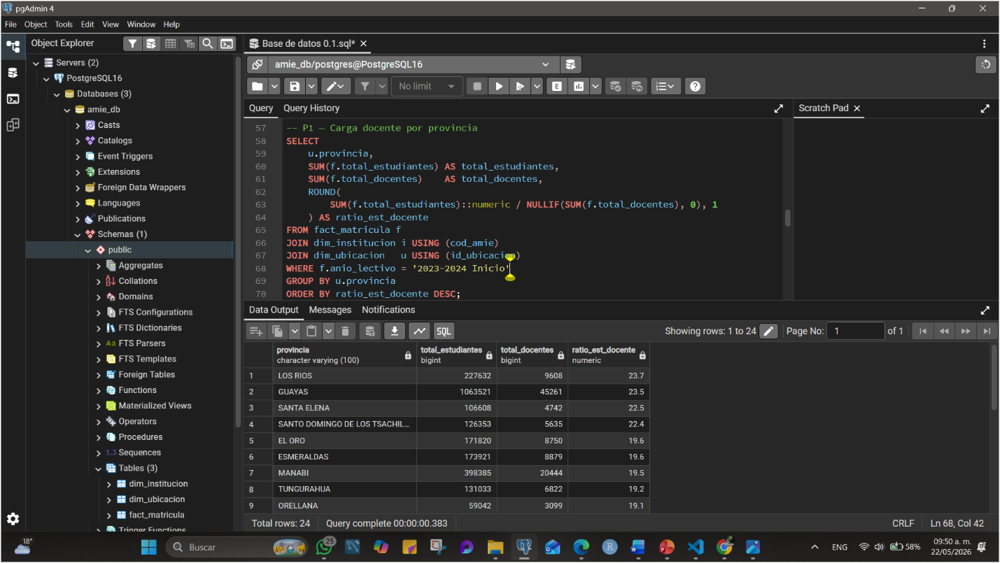 pgAdmin 4
File Object Tools Edit View Window Help
Object Explorer
Base de datos 0.1.sql*
Servers (2)
PostgreSQL16
Databases (3)
amie_db
Casts
Catalogs
Event Triggers
Extensions
Foreign Data Wrappers
Languages
Publications
Schemas (1)
public
Aggregates
Collations
Domains
FTS Configurations
FTS Dictionaries
Aa FTS Parsers
FTS Templates
Foreign Tables
Functions
Materialized Views
Operators
Procedures
1..3 Sequences
Tables (3)
dim_institucion
dim_ubicacion
fact_matricula
Trigger Functions
amie_db/postgres@PostgreSQL16
No limit
E
Query Query History
Scratch Pad
57 -- P1 — Carga docente por provincia
58 SELECT
59 u.provincia,
60 SUM(f.total_estudiantes) AS total_estudiantes,
61 SUM(f.total_docentes) AS total_docentes,
62 ROUND(
63 SUM(f.total_estudiantes)::numeric / NULLIF(SUM(f.total_docentes), 0), 1
64 ) AS ratio_est_docente
65 FROM fact_matricula f
66 JOIN dim_institucion i USING (cod_amie)
67 JOIN dim_ubicacion u USING (id_ubicacion)
68 WHERE f.anio_lectivo = '2023-2024 Inicio'
69 GROUP BY u.provincia
70 ORDER BY ratio_est_docente DESC;
Data Output Messages Notifications
SQL
Showing rows: 1 to 24
Page No: 1 of 1
provincia total_estudiantes total_docentes ratio_est_docente
character varying (100) bigint bigint numeric
1 LOS RIOS 227632 9608 23.7
2 GUAYAS 1063521 45261 23.5
3 SANTA ELENA 106608 4742 22.5
4 SANTO DOMINGO DE LOS TSACHIL... 126353 5635 22.4
5 EL ORO 171820 8750 19.6
6 ESMERALDAS 173921 8879 19.6
7 MANABI 398385 20444 19.5
8 TUNGURAHUA 131033 6822 19.2
9 ORELLANA 59042 3099 19.1
Total rows: 24 Query complete 00:00:00.383 CRLF Ln 68, Col 42
18°
Buscar
25
ENG
58%
09:50 a. m.
22/05/2026